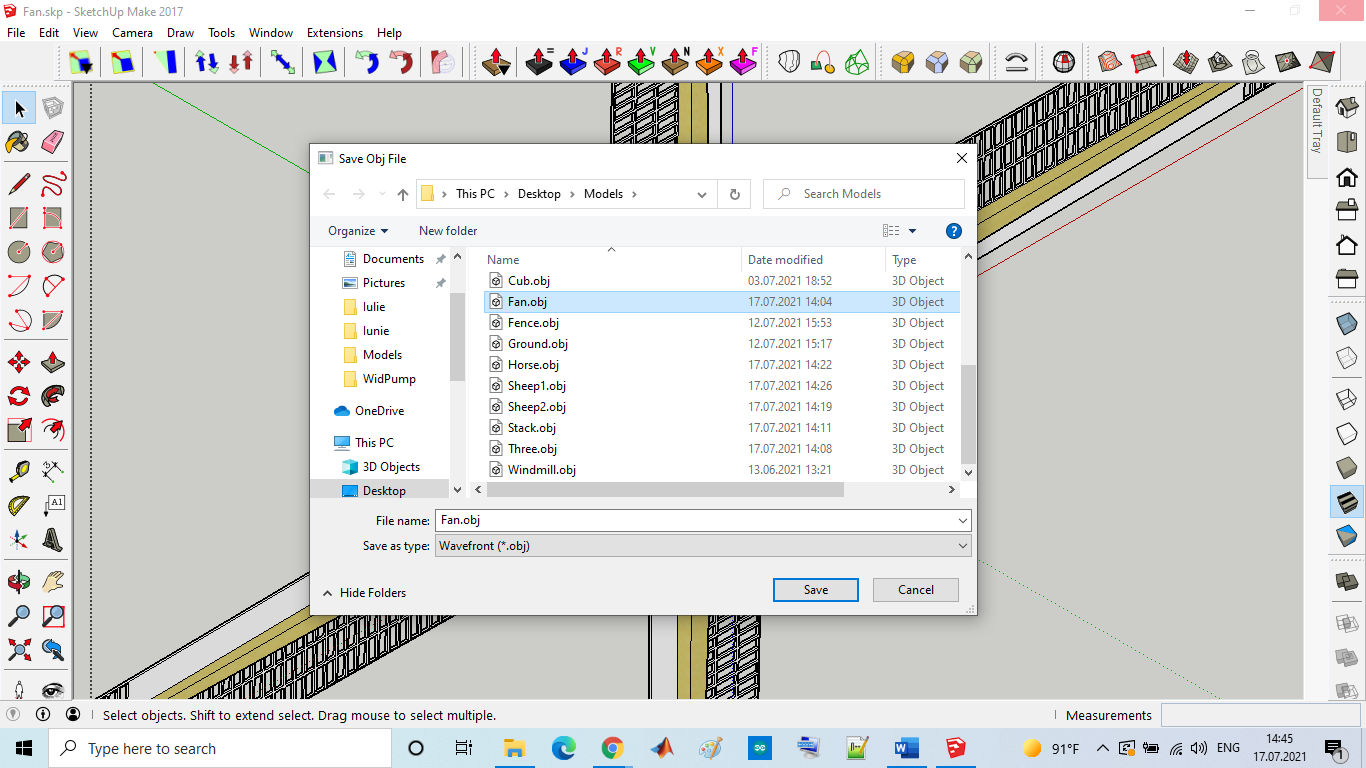 Fan.skp - SketchUp Make 2017
File Edit View Camera Draw Tools Window Extensions Help
= J R V N X F
Default Tray
Save Obj File
This PC > Desktop > Models >
Search Models
Organize
New folder
Name Date modified Type
Documents
Pictures
Iulie
Iunie
Models
WidPump
OneDrive
This PC
3D Objects
Desktop
Cub.obj 03.07.2021 18:52 3D Object
Fan.obj 17.07.2021 14:04 3D Object
Fence.obj 12.07.2021 15:53 3D Object
Ground.obj 12.07.2021 15:17 3D Object
Horse.obj 17.07.2021 14:22 3D Object
Sheep1.obj 17.07.2021 14:26 3D Object
Sheep2.obj 17.07.2021 14:19 3D Object
Stack.obj 17.07.2021 14:11 3D Object
Three.obj 17.07.2021 14:08 3D Object
Windmill.obj 13.06.2021 13:21 3D Object
File name: Fan.obj
Save as type: Wavefront (*.obj)
Hide Folders
Save
Cancel
A1
Select objects. Shift to extend select. Drag mouse to select multiple.
Measurements
Type here to search
91°F
ENG
14:45
17.07.2021
1